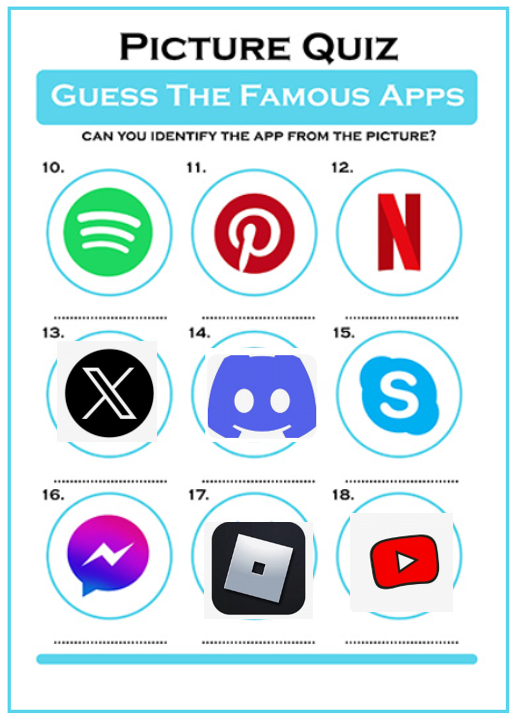 PICTURE QUIZ
GUESS THE FAMOUS APPS
CAN YOU IDENTIFY THE APP FROM THE PICTURE?
10. 11. 12.
N
13. 14. 15.
X S
16. 17. 18.